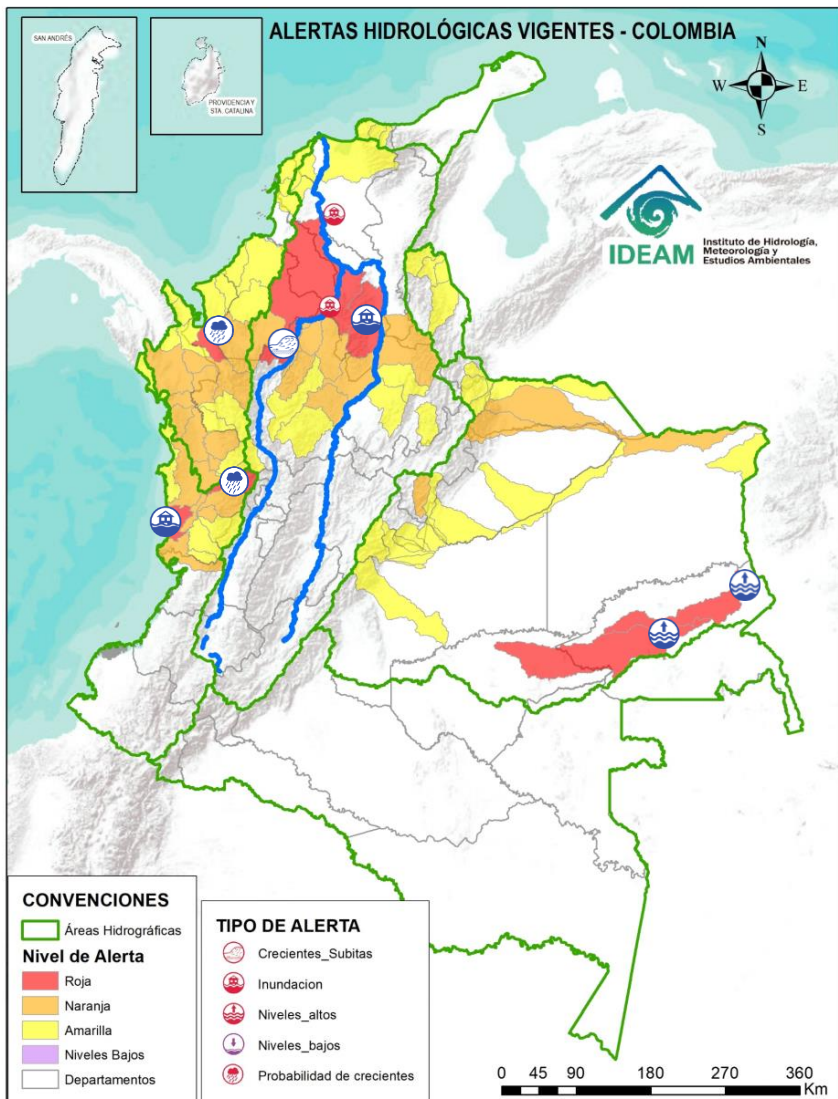 ALERTAS HIDROLÓGICAS VIGENTES - COLOMBIA
SAN ANDRÉS
PROVIDENCIA Y
STA. CATALINA
N
W
E
S
IDEAM
Instituto de Hidrología,
Meteorología y
Estudios Ambientales
CONVENCIONES
Áreas Hidrográficas
Nivel de Alerta
Roja
Naranja
Amarilla
Niveles Bajos
Departamentos
TIPO DE ALERTA
Crecientes_Subitas
Inundacion
Niveles_altos
Niveles_bajos
Probabilidad de crecientes
0 45 90 180 270 360
Km